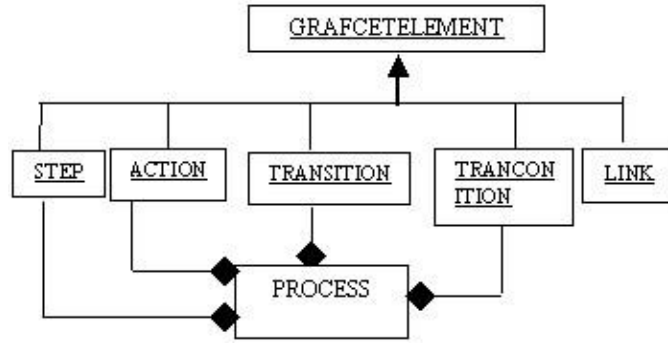 GRAFCETELEMENT
STEP
ACTION
TRANSITION
TRANCON
ITION
LINK
PROCESS